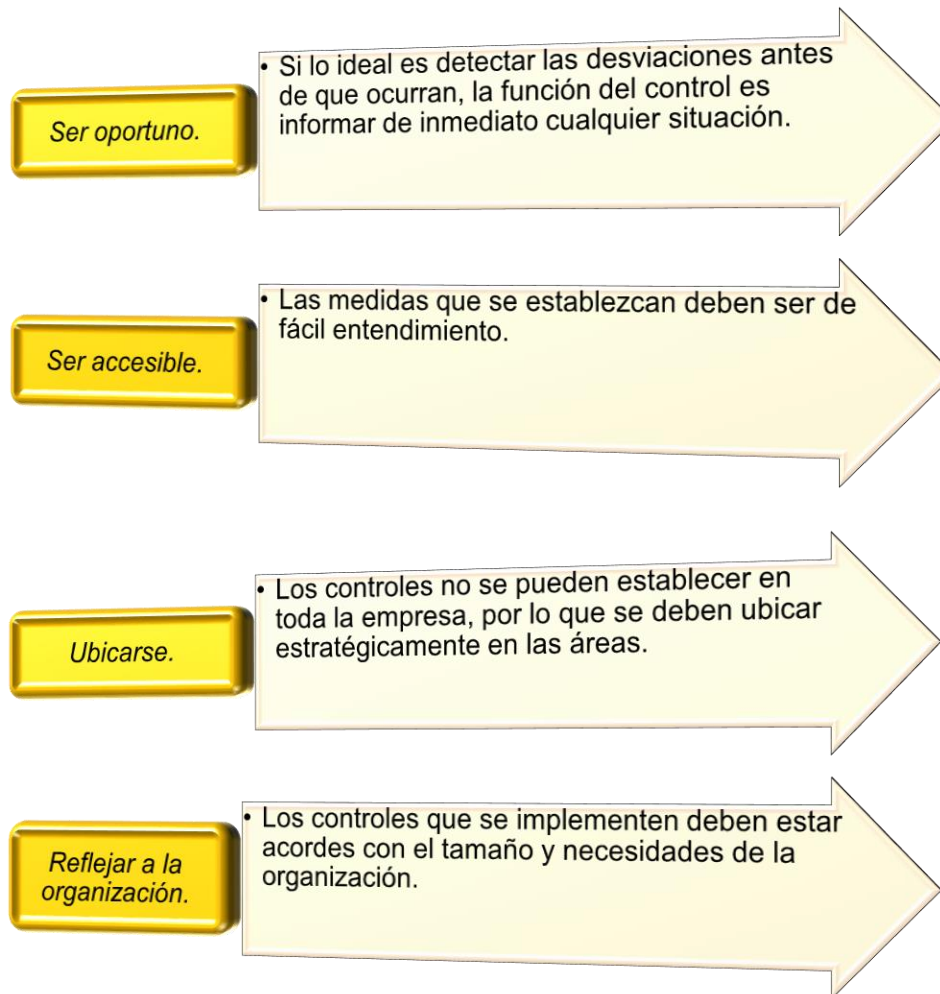 Ser oportuno.
• Si lo ideal es detectar las desviaciones antes
de que ocurran, la función del control es
informar de inmediato cualquier situación.
Ser accesible.
• Las medidas que se establezcan deben ser de
fácil entendimiento.
Ubicarse.
• Los controles no se pueden establecer en
toda la empresa, por lo que se deben ubicar
estratégicamente en las áreas.
Reflejar a la
organización.
• Los controles que se implementen deben estar
acordes con el tamaño y necesidades de la
organización.